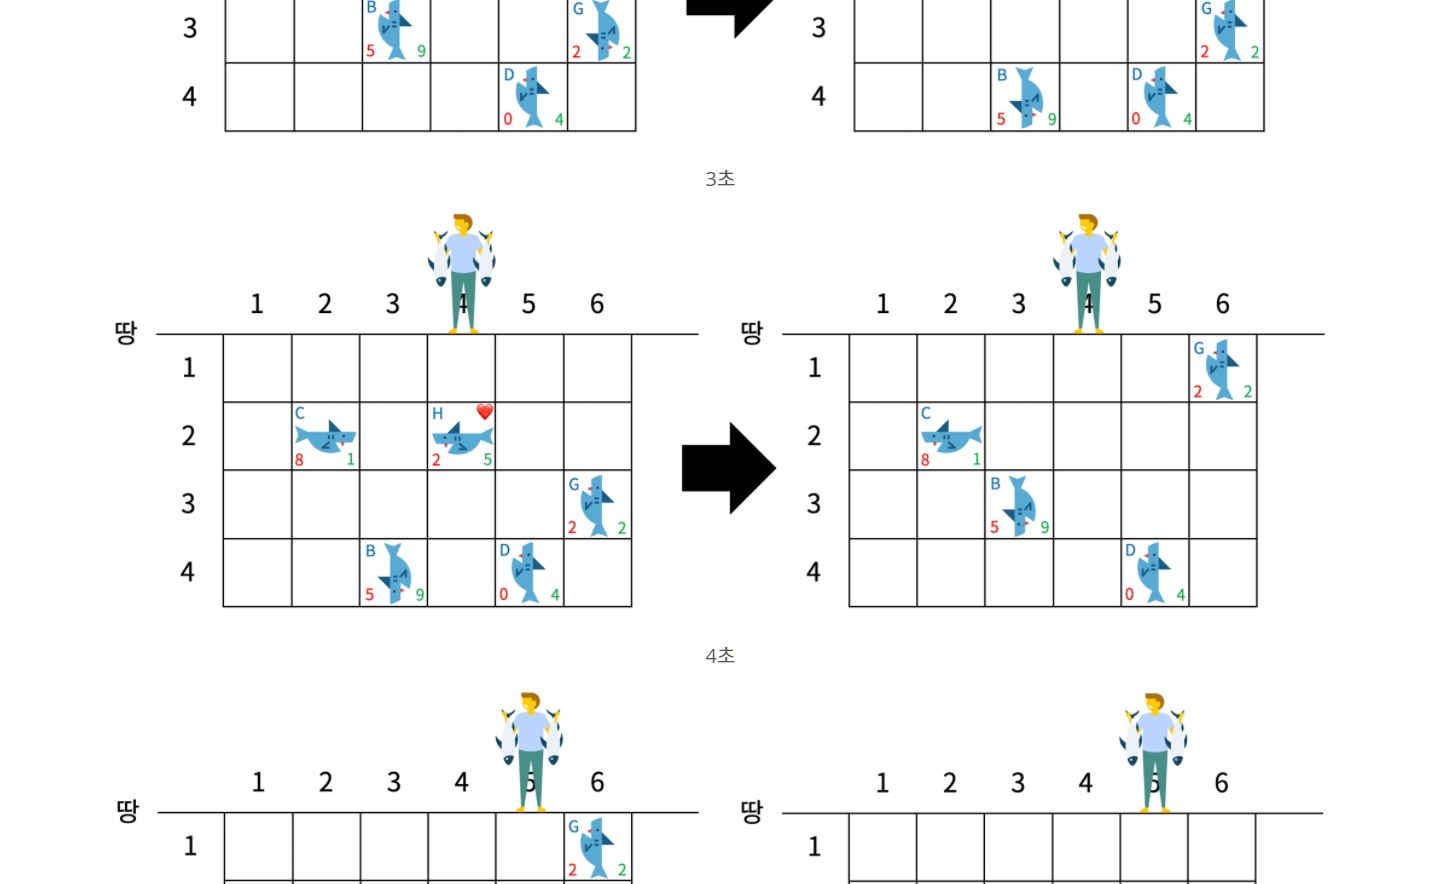 3 B 5 9 G 2 2 3 G 2 2
4 D 0 4 4 B 5 9 D 0 4
3초
1 2 3 4 5 6 1 2 3 4 5 6
땅 땅
1 1 G 2 2
2 C 8 1 H 2 5 2 C 8 1
3 G 2 2 3 B 5 9
4 B 5 9 D 0 4 4 D 0 4
4초
1 2 3 4 5 6 1 2 3 4 5 6
땅 땅
1 G 2 2 1